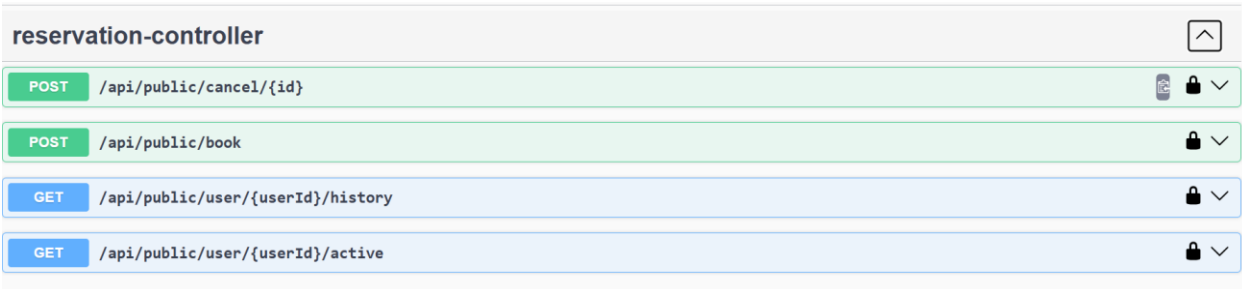 reservation-controller
POST /api/public/cancel/{id}
POST /api/public/book
GET /api/public/user/{userId}/history
GET /api/public/user/{userId}/active